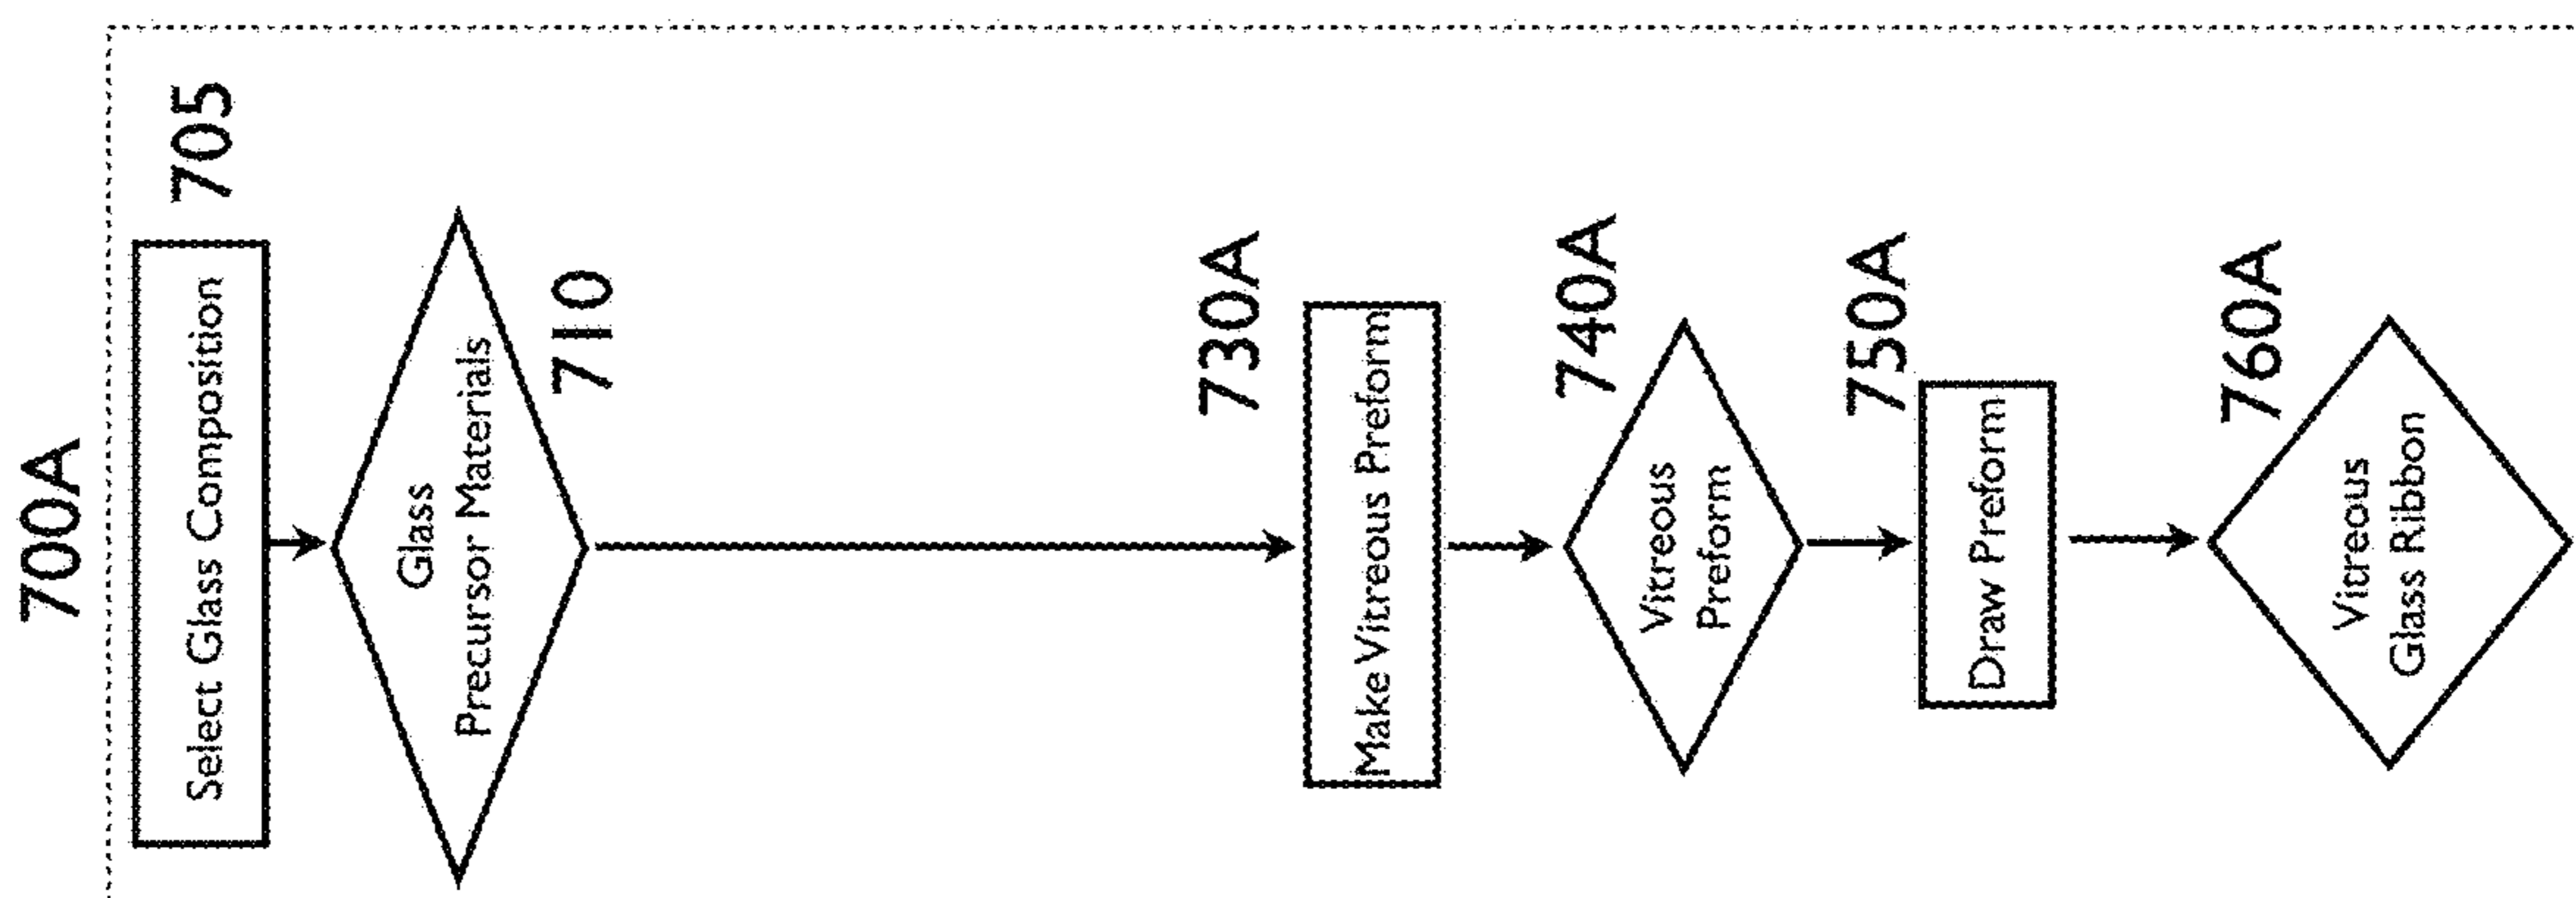 700A
705
Select Glass Composition
Glass
Precursor Materials
710
730A
Make Vitreous Preform
740A
Vitreous
Preform
750A
Draw Preform
760A
Vitreous
Glass Ribbon